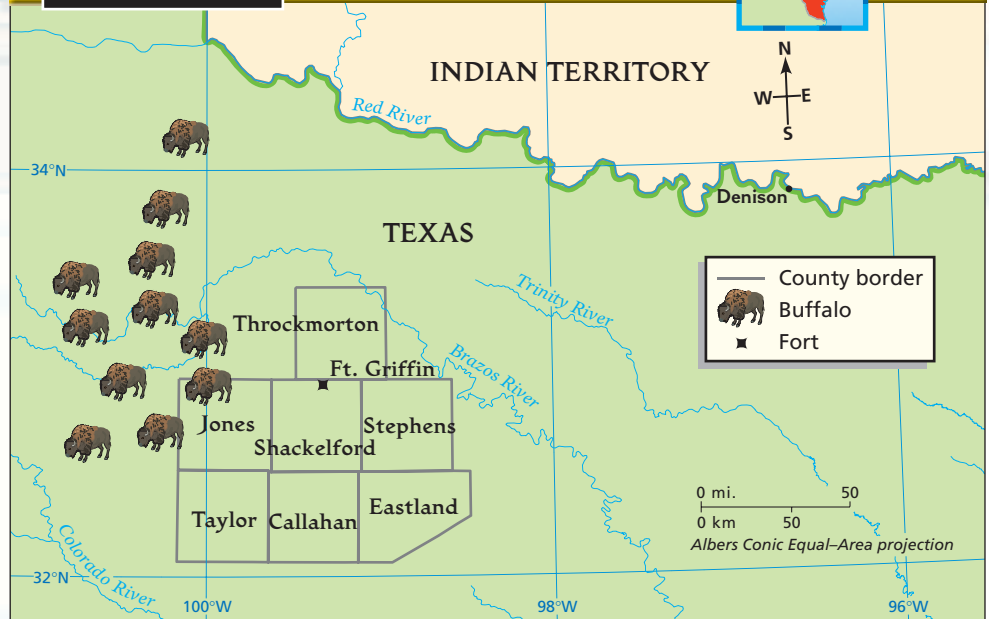 INDIAN TERRITORY
N
W E
S
Red River
34°N
Denison
TEXAS
County border
Buffalo
Fort
Trinity River
Throckmorton
Ft. Griffin
Brazos River
Jones
Stephens
Shackelford
Eastland
Taylor
Callahan
0 mi. 50
0 km 50
Albers Conic Equal–Area projection
Colorado River
32°N
100°W
98°W
96°W